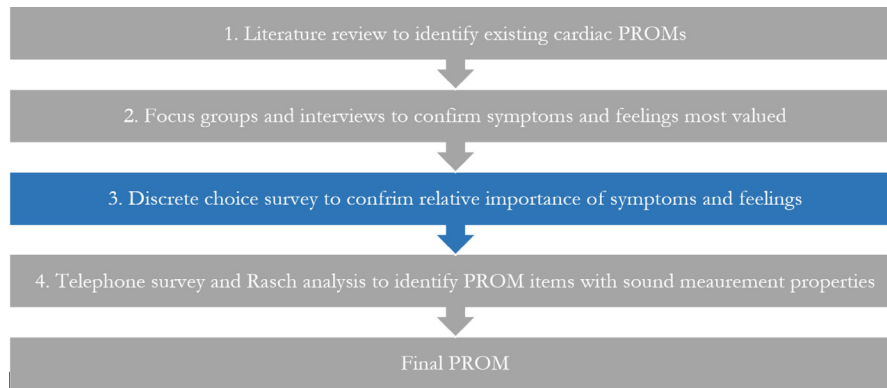 1. Literature review to identify existing cardiac PROMs
2. Focus groups and interviews to confirm symptoms and feelings most valued
3. Discrete choice survey to confrim relative importance of symptoms and feelings
4. Telephone survey and Rasch analysis to identify PROM items with sound meaurement properties
Final PROM